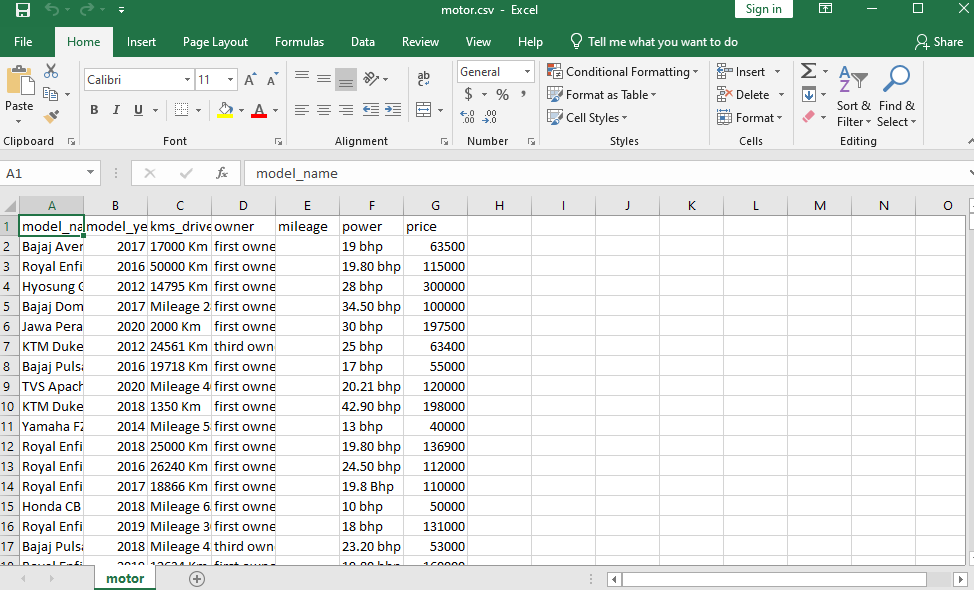 motor.csv - Excel
Sign in
File Home Insert Page Layout Formulas Data Review View Help Tell me what you want to do Share
Paste
Calibri 11
B I U A
ab
c
General
$ % ,
Conditional Formatting
Format as Table
Cell Styles
Insert
Delete
Format
Sort & Filter
Find & Select
Clipboard Font Alignment Number Styles Cells Editing
A1 fx model_name
A B C D E F G H I J K L M N O
1 model_na model_ye kms_drive owner mileage power price
2 Bajaj Aven 2017 17000 Km first owne 19 bhp 63500
3 Royal Enfi 2016 50000 Km first owne 19.80 bhp 115000
4 Hyosung G 2012 14795 Km first owne 28 bhp 300000
5 Bajaj Dom 2017 Mileage 2 first owne 34.50 bhp 100000
6 Jawa Pera 2020 2000 Km first owne 30 bhp 197500
7 KTM Duke 2012 24561 Km third own 25 bhp 63400
8 Bajaj Pulsa 2016 19718 Km first owne 17 bhp 55000
9 TVS Apach 2020 Mileage 4 first owne 20.21 bhp 120000
10 KTM Duke 2018 1350 Km first owne 42.90 bhp 198000
11 Yamaha FZ 2014 Mileage 5 first owne 13 bhp 40000
12 Royal Enfi 2018 25000 Km first owne 19.80 bhp 136900
13 Royal Enfi 2016 26240 Km first owne 24.50 bhp 112000
14 Royal Enfi 2017 18866 Km first owne 19.8 Bhp 110000
15 Honda CB 2018 Mileage 6 first owne 10 bhp 50000
16 Royal Enfi 2019 Mileage 3 first owne 18 bhp 131000
17 Bajaj Pulsa 2018 Mileage 4 third own 23.20 bhp 53000
motor